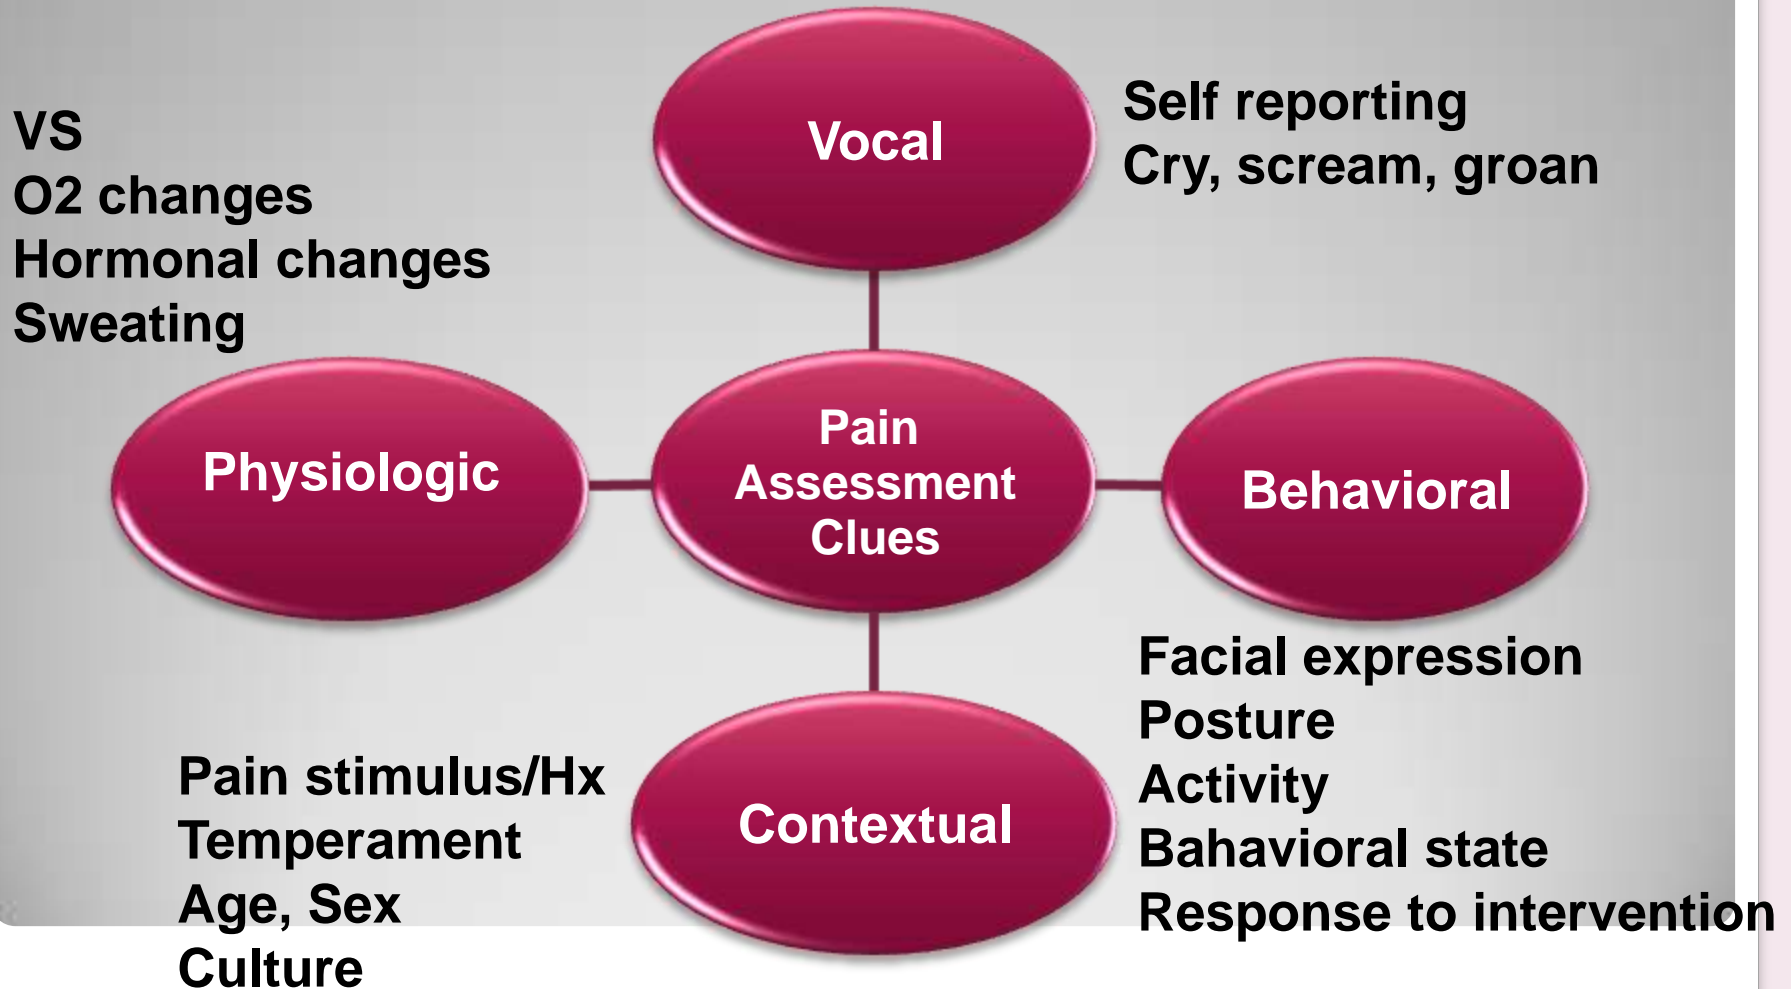 Vocal
Self reporting
Cry, scream, groan
VS
O2 changes
Hormonal changes
Sweating
Physiologic
Pain
Assessment
Clues
Behavioral
Facial expression
Posture
Activity
Bahavioral state
Response to intervention
Contextual
Pain stimulus/Hx
Temperament
Age, Sex
Culture